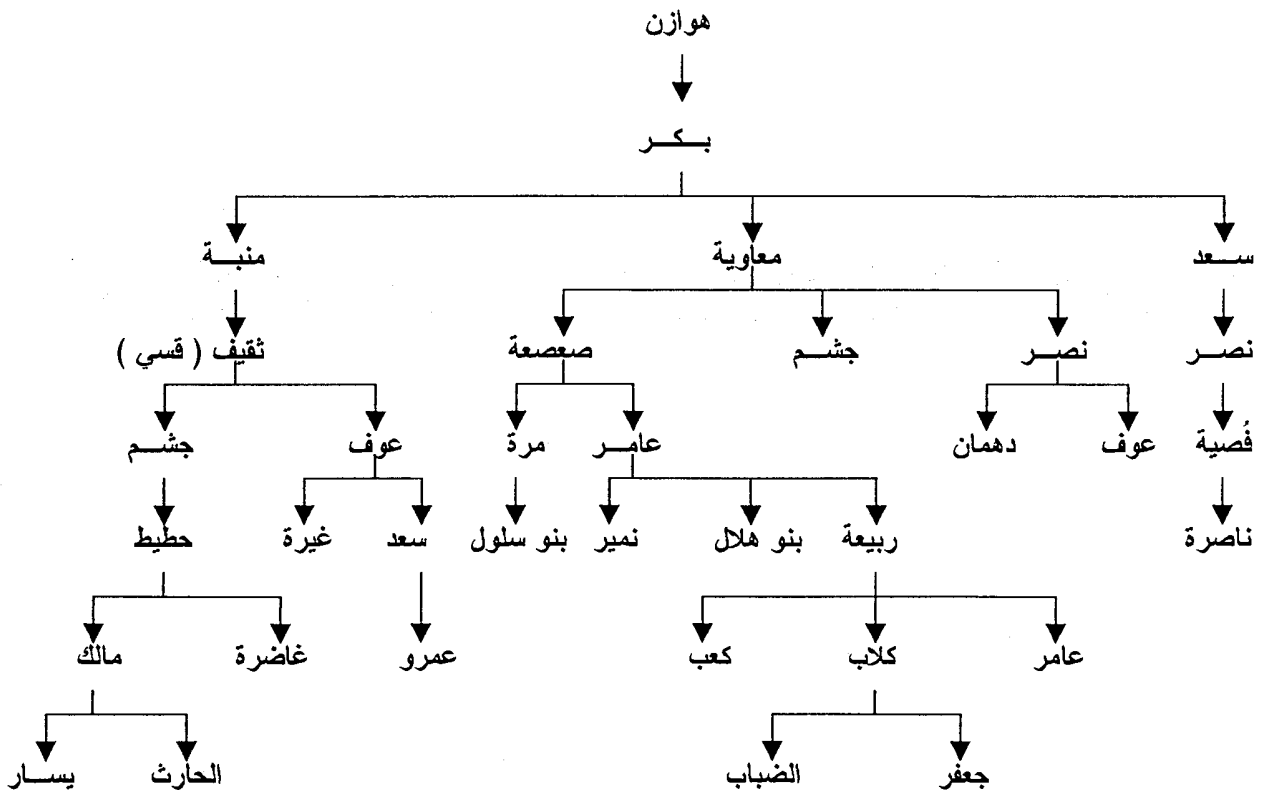 هوازن
بكر
سعد معاوية منبة
نصر نصر جشم صعصعة ثقيف ( قسي )
فُصية عوف دهمان عامر مرة عوف جشم
ناصرة ربيعة بنو هلال نمير بنو سلول سعد غيرة حطيط
عامر كلاب كعب عمرو غاضرة مالك
جعفر الضباب الحارث يسار